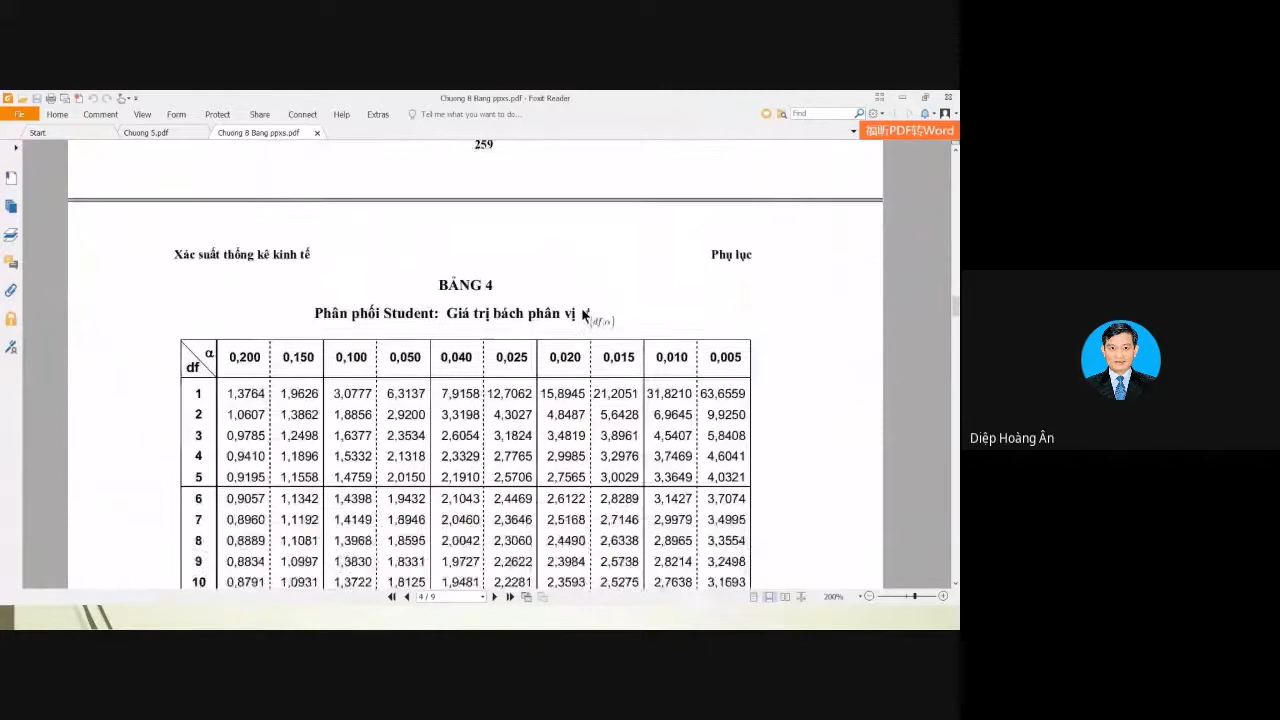 Chuong 8 Bang ppxs.pdf - Foxit Reader
File Home Comment View Form Protect Share Connect Help Extras Tell me what you want to do... Find
Start Chuong 5.pdf Chuong 8 Bang ppxs.pdf
福昕PDF转Word
259
Xác suất thống kê kinh tế Phụ lục
BẢNG 4
Phân phối Student: Giá trị bách phân vị
α df 0,200 0,150 0,100 0,050 0,040 0,025 0,020 0,015 0,010 0,005
1 1,3764 1,9626 3,0777 6,3137 7,9158 12,7062 15,8945 21,2051 31,8210 63,6559
2 1,0607 1,3862 1,8856 2,9200 3,3198 4,3027 4,8487 5,6428 6,9645 9,9250
3 0,9785 1,2498 1,6377 2,3534 2,6054 3,1824 3,4819 3,8961 4,5407 5,8408
4 0,9410 1,1896 1,5332 2,1318 2,3329 2,7765 2,9985 3,2976 3,7469 4,6041
5 0,9195 1,1558 1,4759 2,0150 2,1910 2,5706 2,7565 3,0029 3,3649 4,0321
6 0,9057 1,1342 1,4398 1,9432 2,1043 2,4469 2,6122 2,8289 3,1427 3,7074
7 0,8960 1,1192 1,4149 1,8946 2,0460 2,3646 2,5168 2,7146 2,9979 3,4995
8 0,8889 1,1081 1,3968 1,8595 2,0042 2,3060 2,4490 2,6338 2,8965 3,3554
9 0,8834 1,0997 1,3830 1,8331 1,9727 2,2622 2,3984 2,5738 2,8214 3,2498
10 0,8791 1,0931 1,3722 1,8125 1,9481 2,2281 2,3593 2,5275 2,7638 3,1693
4 / 9 200%
Diệp Hoàng Ân